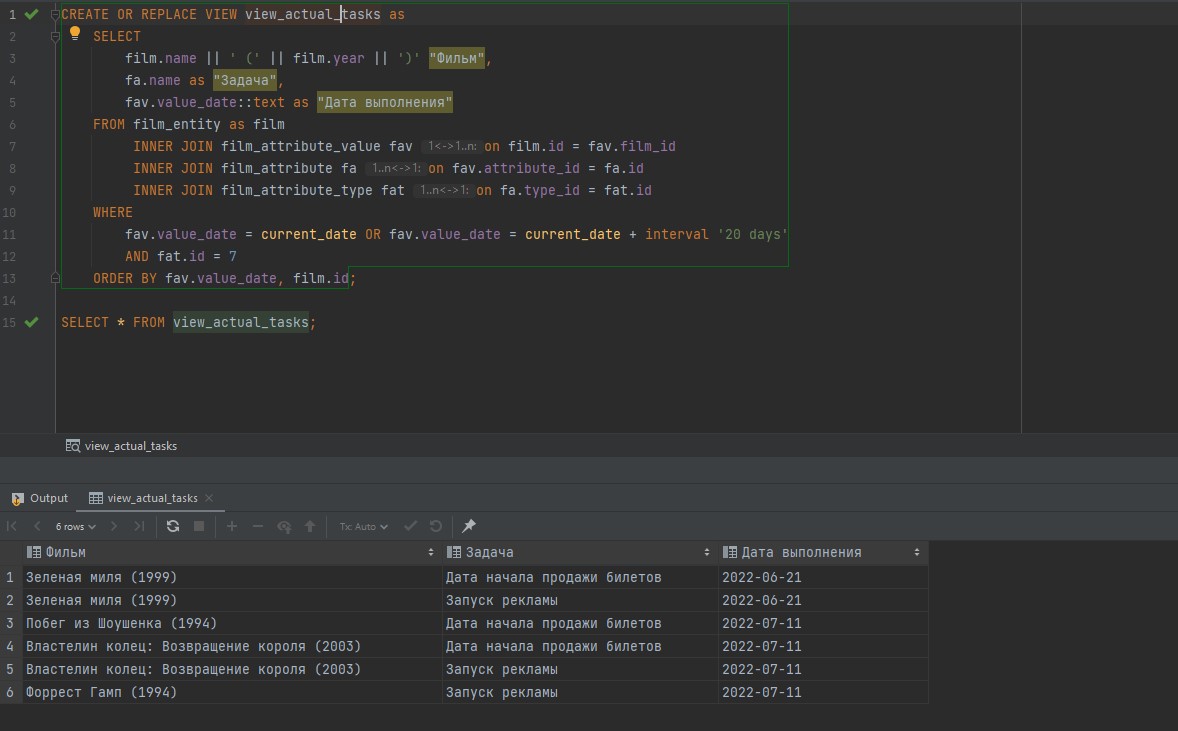 1 CREATE OR REPLACE VIEW view_actual_tasks as
2 SELECT
3 film.name || ' (' || film.year || ')' "Фильм",
4 fa.name as "Задача",
5 fav.value_date::text as "Дата выполнения"
6 FROM film_entity as film
7 INNER JOIN film_attribute_value fav 1<->1..n: on film.id = fav.film_id
8 INNER JOIN film_attribute fa 1..n<->1: on fav.attribute_id = fa.id
9 INNER JOIN film_attribute_type fat 1..n<->1: on fa.type_id = fat.id
10 WHERE
11 fav.value_date = current_date OR fav.value_date = current_date + interval '20 days'
12 AND fat.id = 7
13 ORDER BY fav.value_date, film.id;
14
15 SELECT * FROM view_actual_tasks;
view_actual_tasks
Output view_actual_tasks
6 rows Tx: Auto
Фильм Задача Дата выполнения
1 Зеленая миля (1999) Дата начала продажи билетов 2022-06-21
2 Зеленая миля (1999) Запуск рекламы 2022-06-21
3 Побег из Шоушенка (1994) Дата начала продажи билетов 2022-07-11
4 Властелин колец: Возвращение короля (2003) Дата начала продажи билетов 2022-07-11
5 Властелин колец: Возвращение короля (2003) Запуск рекламы 2022-07-11
6 Форрест Гамп (1994) Запуск рекламы 2022-07-11